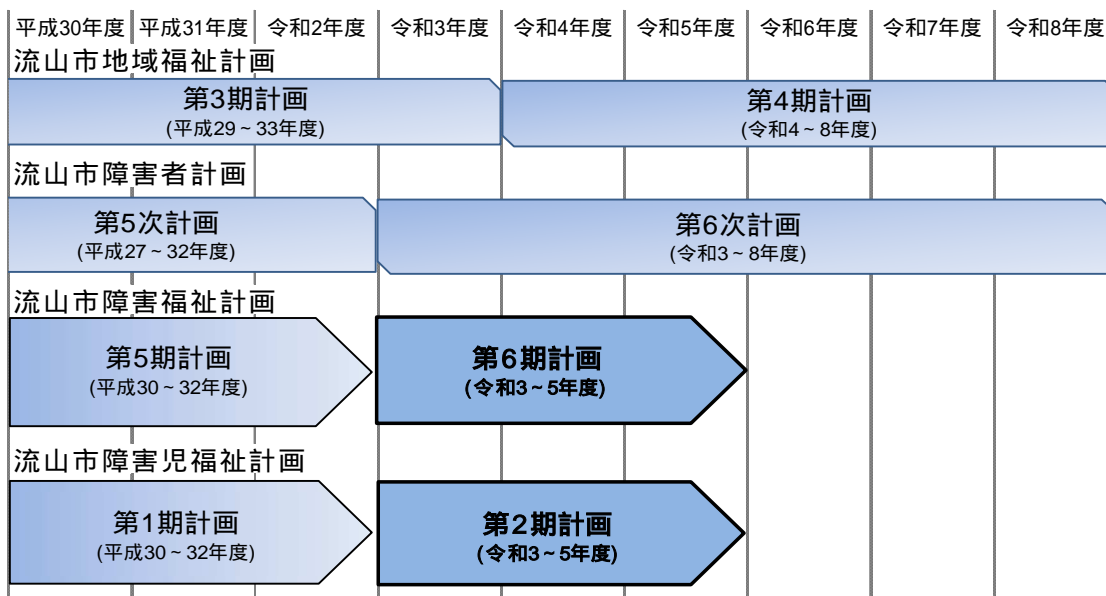 平成30年度 平成31年度 令和2年度 令和3年度 令和4年度 令和5年度 令和6年度 令和7年度 令和8年度
流山市地域福祉計画
第3期計画 第4期計画
(平成29~33年度) (令和4~8年度)
流山市障害者計画
第5次計画 第6次計画
(平成27~32年度) (令和3~8年度)
流山市障害福祉計画
第5期計画 第6期計画
(平成30~32年度) (令和3~5年度)
流山市障害児福祉計画
第1期計画 第2期計画
(平成30~32年度) (令和3~5年度)